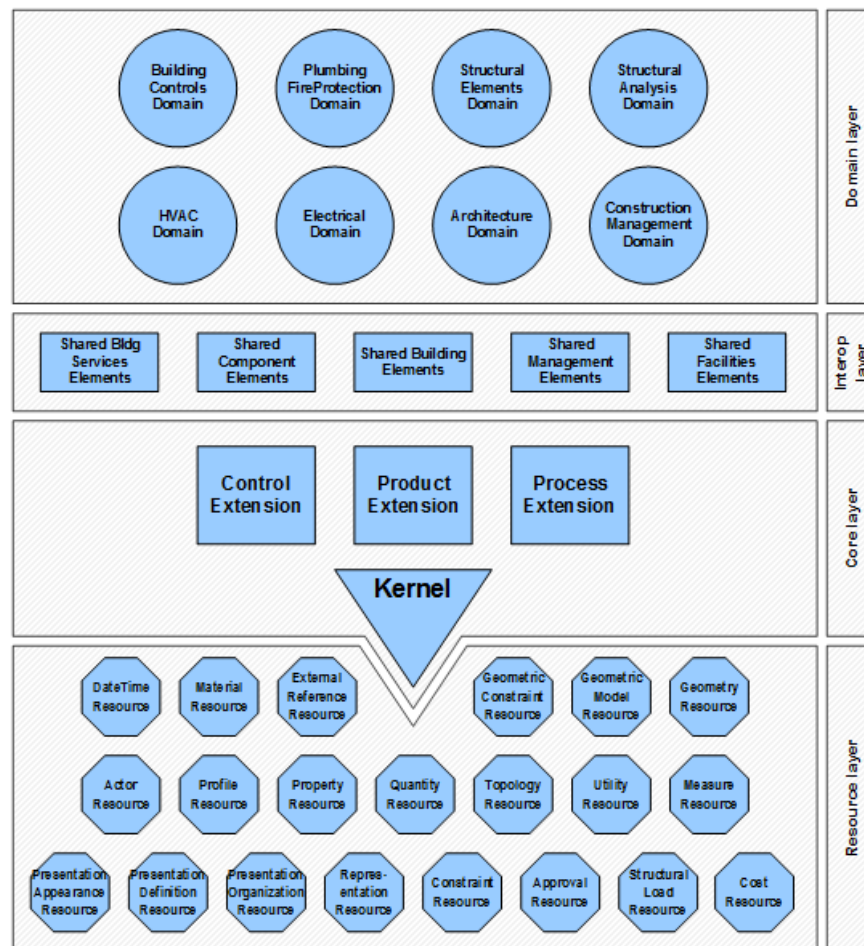 Building
Controls
Domain
Plumbing
FireProtection
Domain
Structural
Elements
Domain
Structural
Analysis
Domain
HVAC
Domain
Electrical
Domain
Architecture
Domain
Construction
Management
Domain
Domain layer
Shared Bldg
Services
Elements
Shared
Component
Elements
Shared Building
Elements
Shared
Management
Elements
Shared
Facilities
Elements
Interop
layer
Control
Extension
Product
Extension
Process
Extension
Kernel
Core layer
DateTime
Resource
Material
Resource
External
Reference
Resource
Geometric
Constraint
Resource
Geometric
Model
Resource
Geometry
Resource
Actor
Resource
Profile
Resource
Property
Resource
Quantity
Resource
Topology
Resource
Utility
Resource
Measure
Resource
Presentation
Appearance
Resource
Presentation
Definition
Resource
Presentation
Organization
Resource
Represe-
ntation
Resource
Constraint
Resource
Approval
Resource
Structural
Load
Resource
Cost
Resource
Resource layer